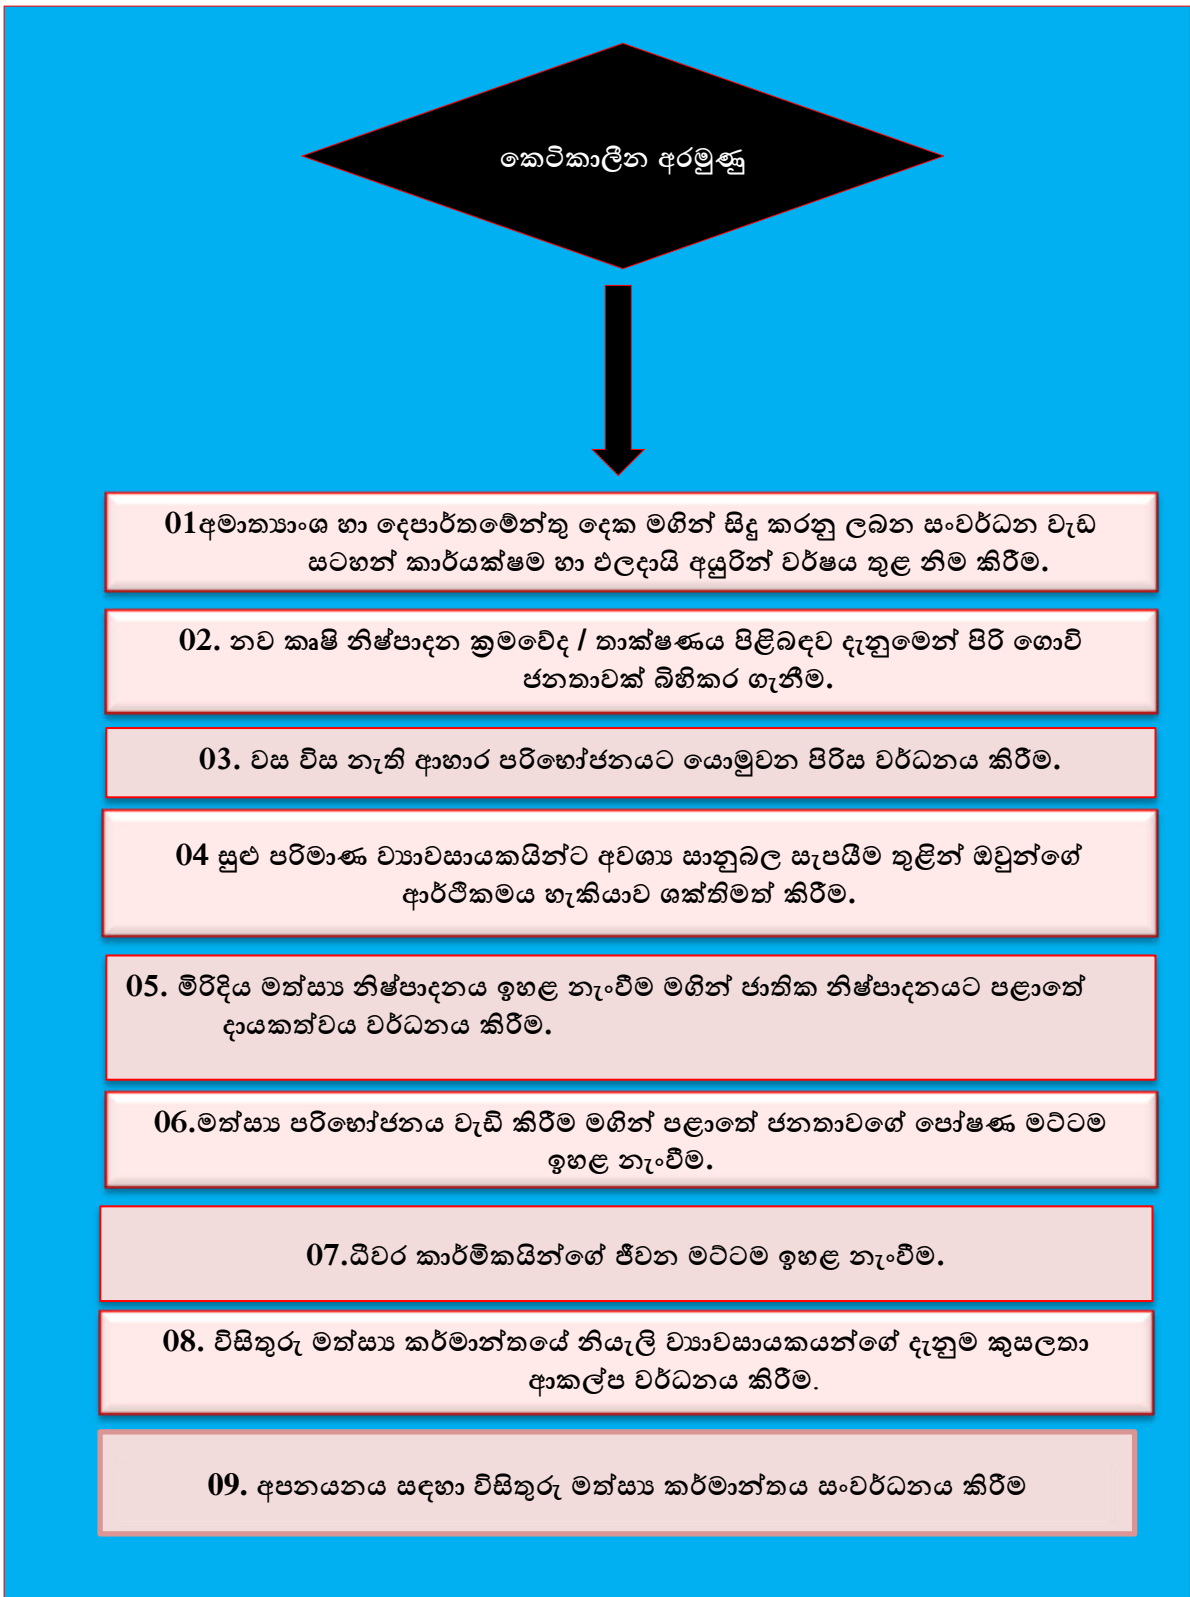 කෙටිකාලීන අරමුණු
01අමාත්‍යාංශ හා දෙපාර්තමේන්තු දෙක මගින් සිදු කරනු ලබන සංවර්ධන වැඩ
සටහන් කාර්යක්ෂම හා ඵලදායි අයුරින් වර්ෂය තුළ නිම කිරීම.
02. නව කෘෂි නිෂ්පාදන ක්‍රමවේද / තාක්ෂණය පිළිබඳව දැනුමෙන් පිරි ගොවි
ජනතාවක් බිහිකර ගැනීම.
03. වස විස නැති ආහාර පරිභෝජනයට යොමුවන පිරිස වර්ධනය කිරීම.
04 සුළු පරිමාණ ව්‍යාවසායකයින්ට අවශ්‍ය සානුබල සැපයීම තුළින් ඔවුන්ගේ
ආර්ථිකමය හැකියාව ශක්තිමත් කිරීම.
05. මිරිදිය මත්ස්‍ය නිෂ්පාදනය ඉහළ නැංවීම මගින් ජාතික නිෂ්පාදනයට පළාතේ
දායකත්වය වර්ධනය කිරීම.
06.මත්ස්‍ය පරිභෝජනය වැඩි කිරීම මගින් පළාතේ ජනතාවගේ පෝෂණ මට්ටම
ඉහළ නැංවීම.
07.ධීවර කාර්මිකයින්ගේ ජීවන මට්ටම ඉහළ නැංවීම.
08. විසිතුරු මත්ස්‍ය කර්මාන්තයේ නියැලි ව්‍යාවසායකයන්ගේ දැනුම කුසලතා
ආකල්ප වර්ධනය කිරීම.
09. අපනයනය සඳහා විසිතුරු මත්ස්‍ය කර්මාන්තය සංවර්ධනය කිරීම